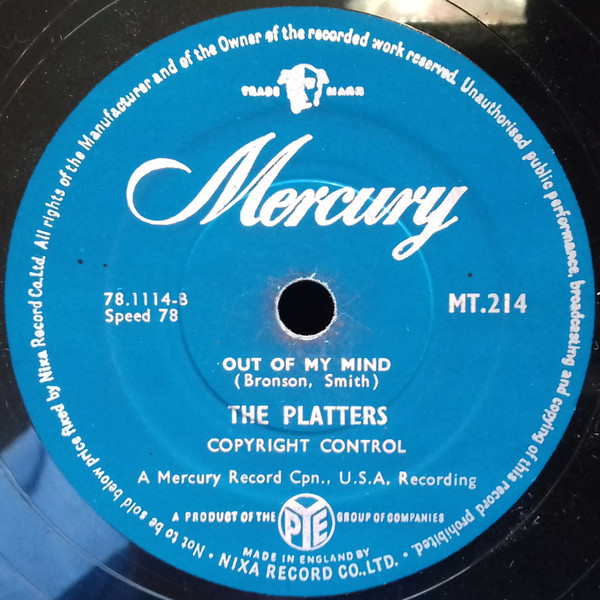 Not to be sold below price fixed by Nixa Record Co.Ltd. All rights of the Manufacturer and of the Owner of the recorded work reserved. Unauthorised public performance, broadcasting and copying of this record prohibited.
TRADE MARK
Mercury
78.1114-B
Speed 78
MT.214
OUT OF MY MIND
(Bronson, Smith)
THE PLATTERS
COPYRIGHT CONTROL
A Mercury Record Cpn., U.S.A. Recording
A PRODUCT OF THE PYE GROUP OF COMPANIES
MADE IN ENGLAND BY
• NIXA RECORD CO., LTD. •